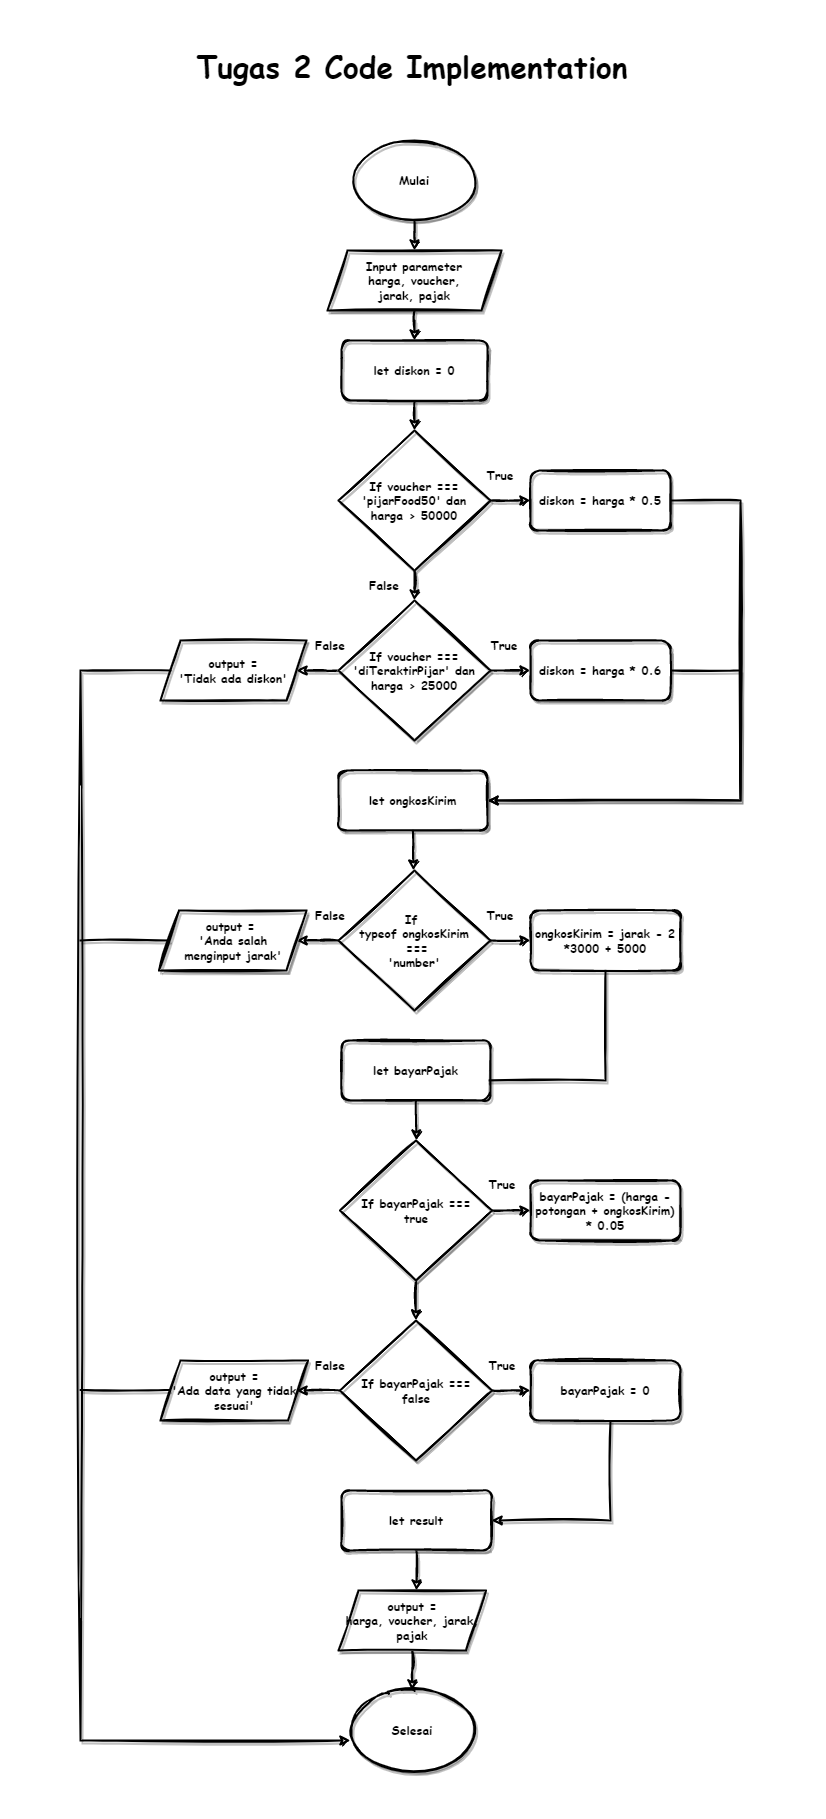 Tugas 2 Code Implementation
Mulai
Input parameter
harga, voucher,
jarak, pajak
let diskon = 0
If voucher ===
'pijarFood50' dan
harga > 50000
True
diskon = harga * 0.5
False
If voucher ===
'diTeraktirPijar' dan
harga > 25000
False
True
output =
'Tidak ada diskon'
diskon = harga * 0.6
let ongkosKirim
If
typeof ongkosKirim
===
'number'
False
True
output =
'Anda salah
menginput jarak'
ongkosKirim = jarak - 2
*3000 + 5000
let bayarPajak
If bayarPajak ===
true
True
bayarPajak = (harga -
potongan + ongkosKirim)
* 0.05
If bayarPajak ===
false
False
True
output =
'Ada data yang tidak
sesuai'
bayarPajak = 0
let result
output =
harga, voucher, jarak,
pajak
Selesai